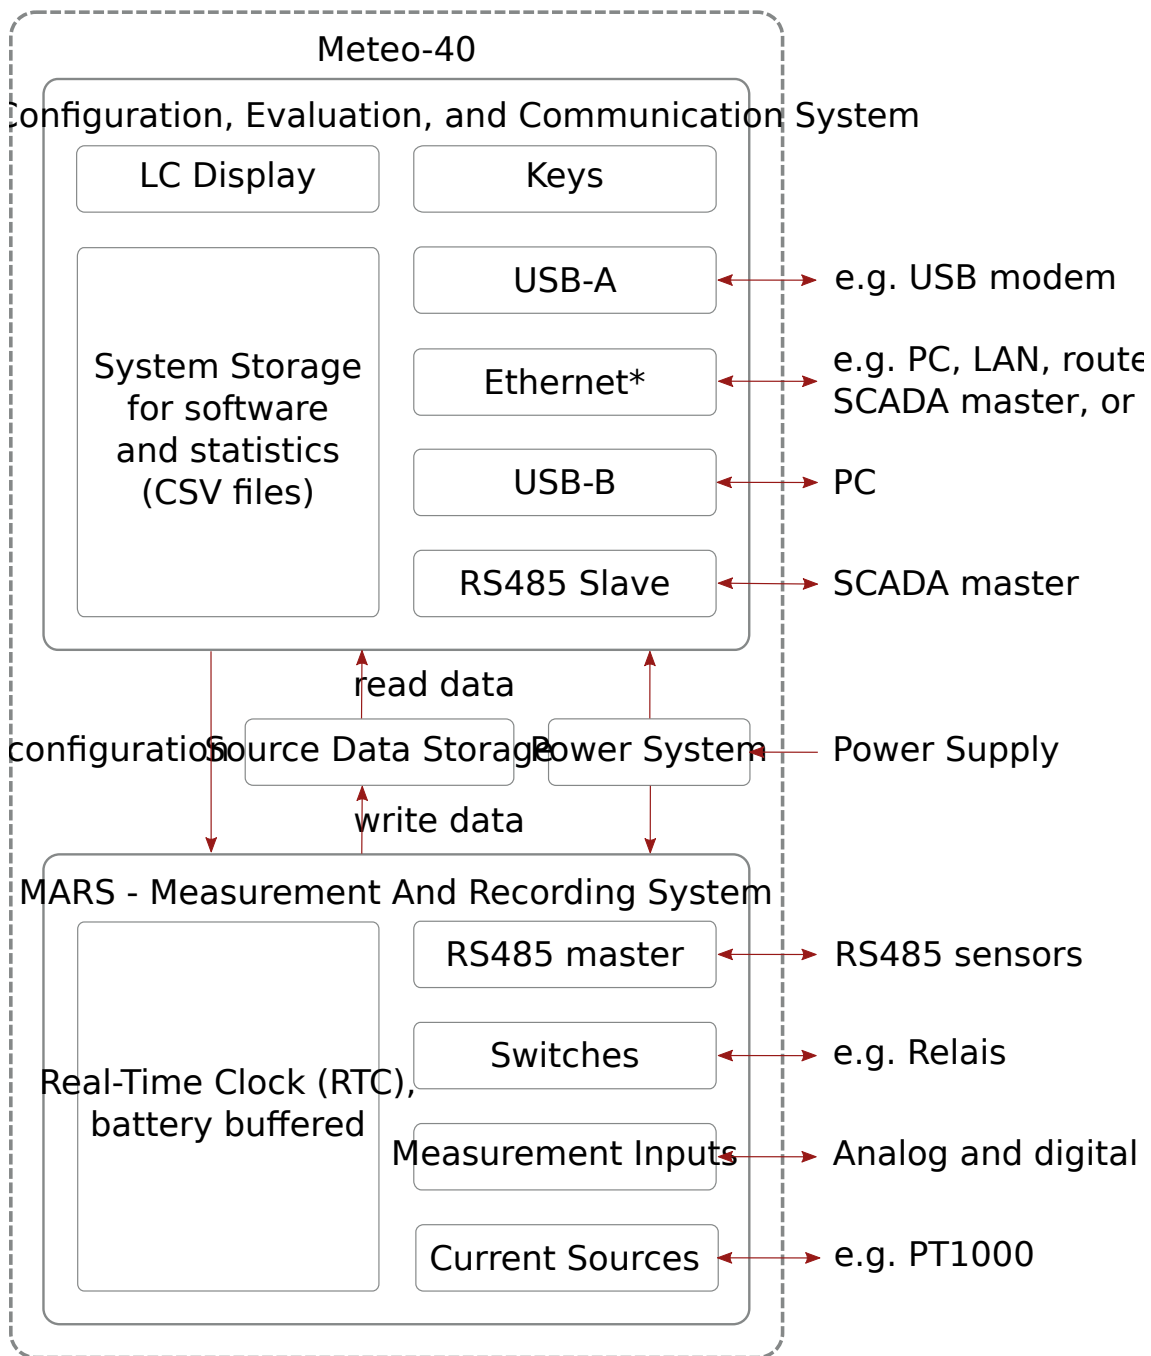 Meteo-40
Configuration, Evaluation, and Communication System
LC Display
Keys
System Storage
for software
and statistics
(CSV files)
USB-A
e.g. USB modem
Ethernet*
e.g. PC, LAN, route
SCADA master, or
USB-B
PC
RS485 Slave
SCADA master
read data
configuration
Source Data Storage
Power System
Power Supply
write data
MARS - Measurement And Recording System
Real-Time Clock (RTC),
battery buffered
RS485 master
RS485 sensors
Switches
e.g. Relais
Measurement Inputs
Analog and digital
Current Sources
e.g. PT1000